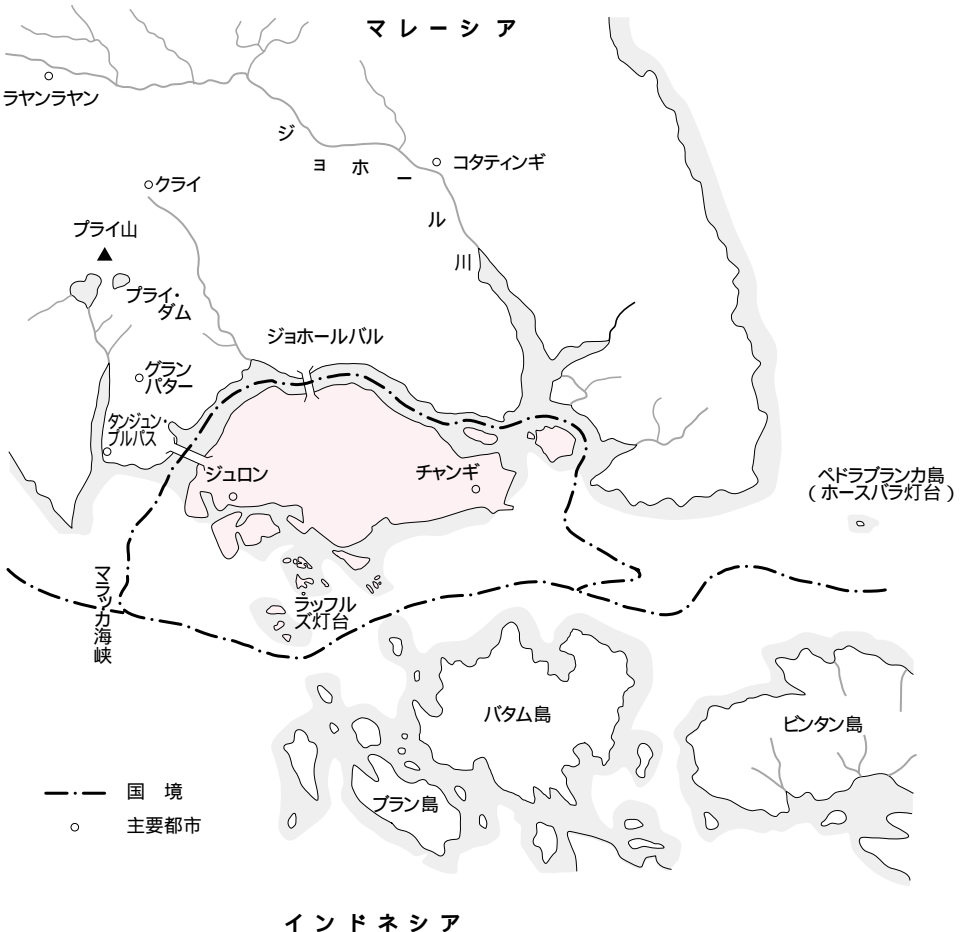 マレーシア
ラヤンラヤン
ジョホール川
コタティンギ
クライ
プライ山
プライ・
ダム
ジョホールバル
グラン
パター
タンジュン・
プルパス
ジュロン
チャンギ
ペドラブランカ島
(ホースバラ灯台)
マラッカ海峡
ラッフル
ズ灯台
バタム島
ビンタン島
ブラン島
国境
主要都市
インドネシア